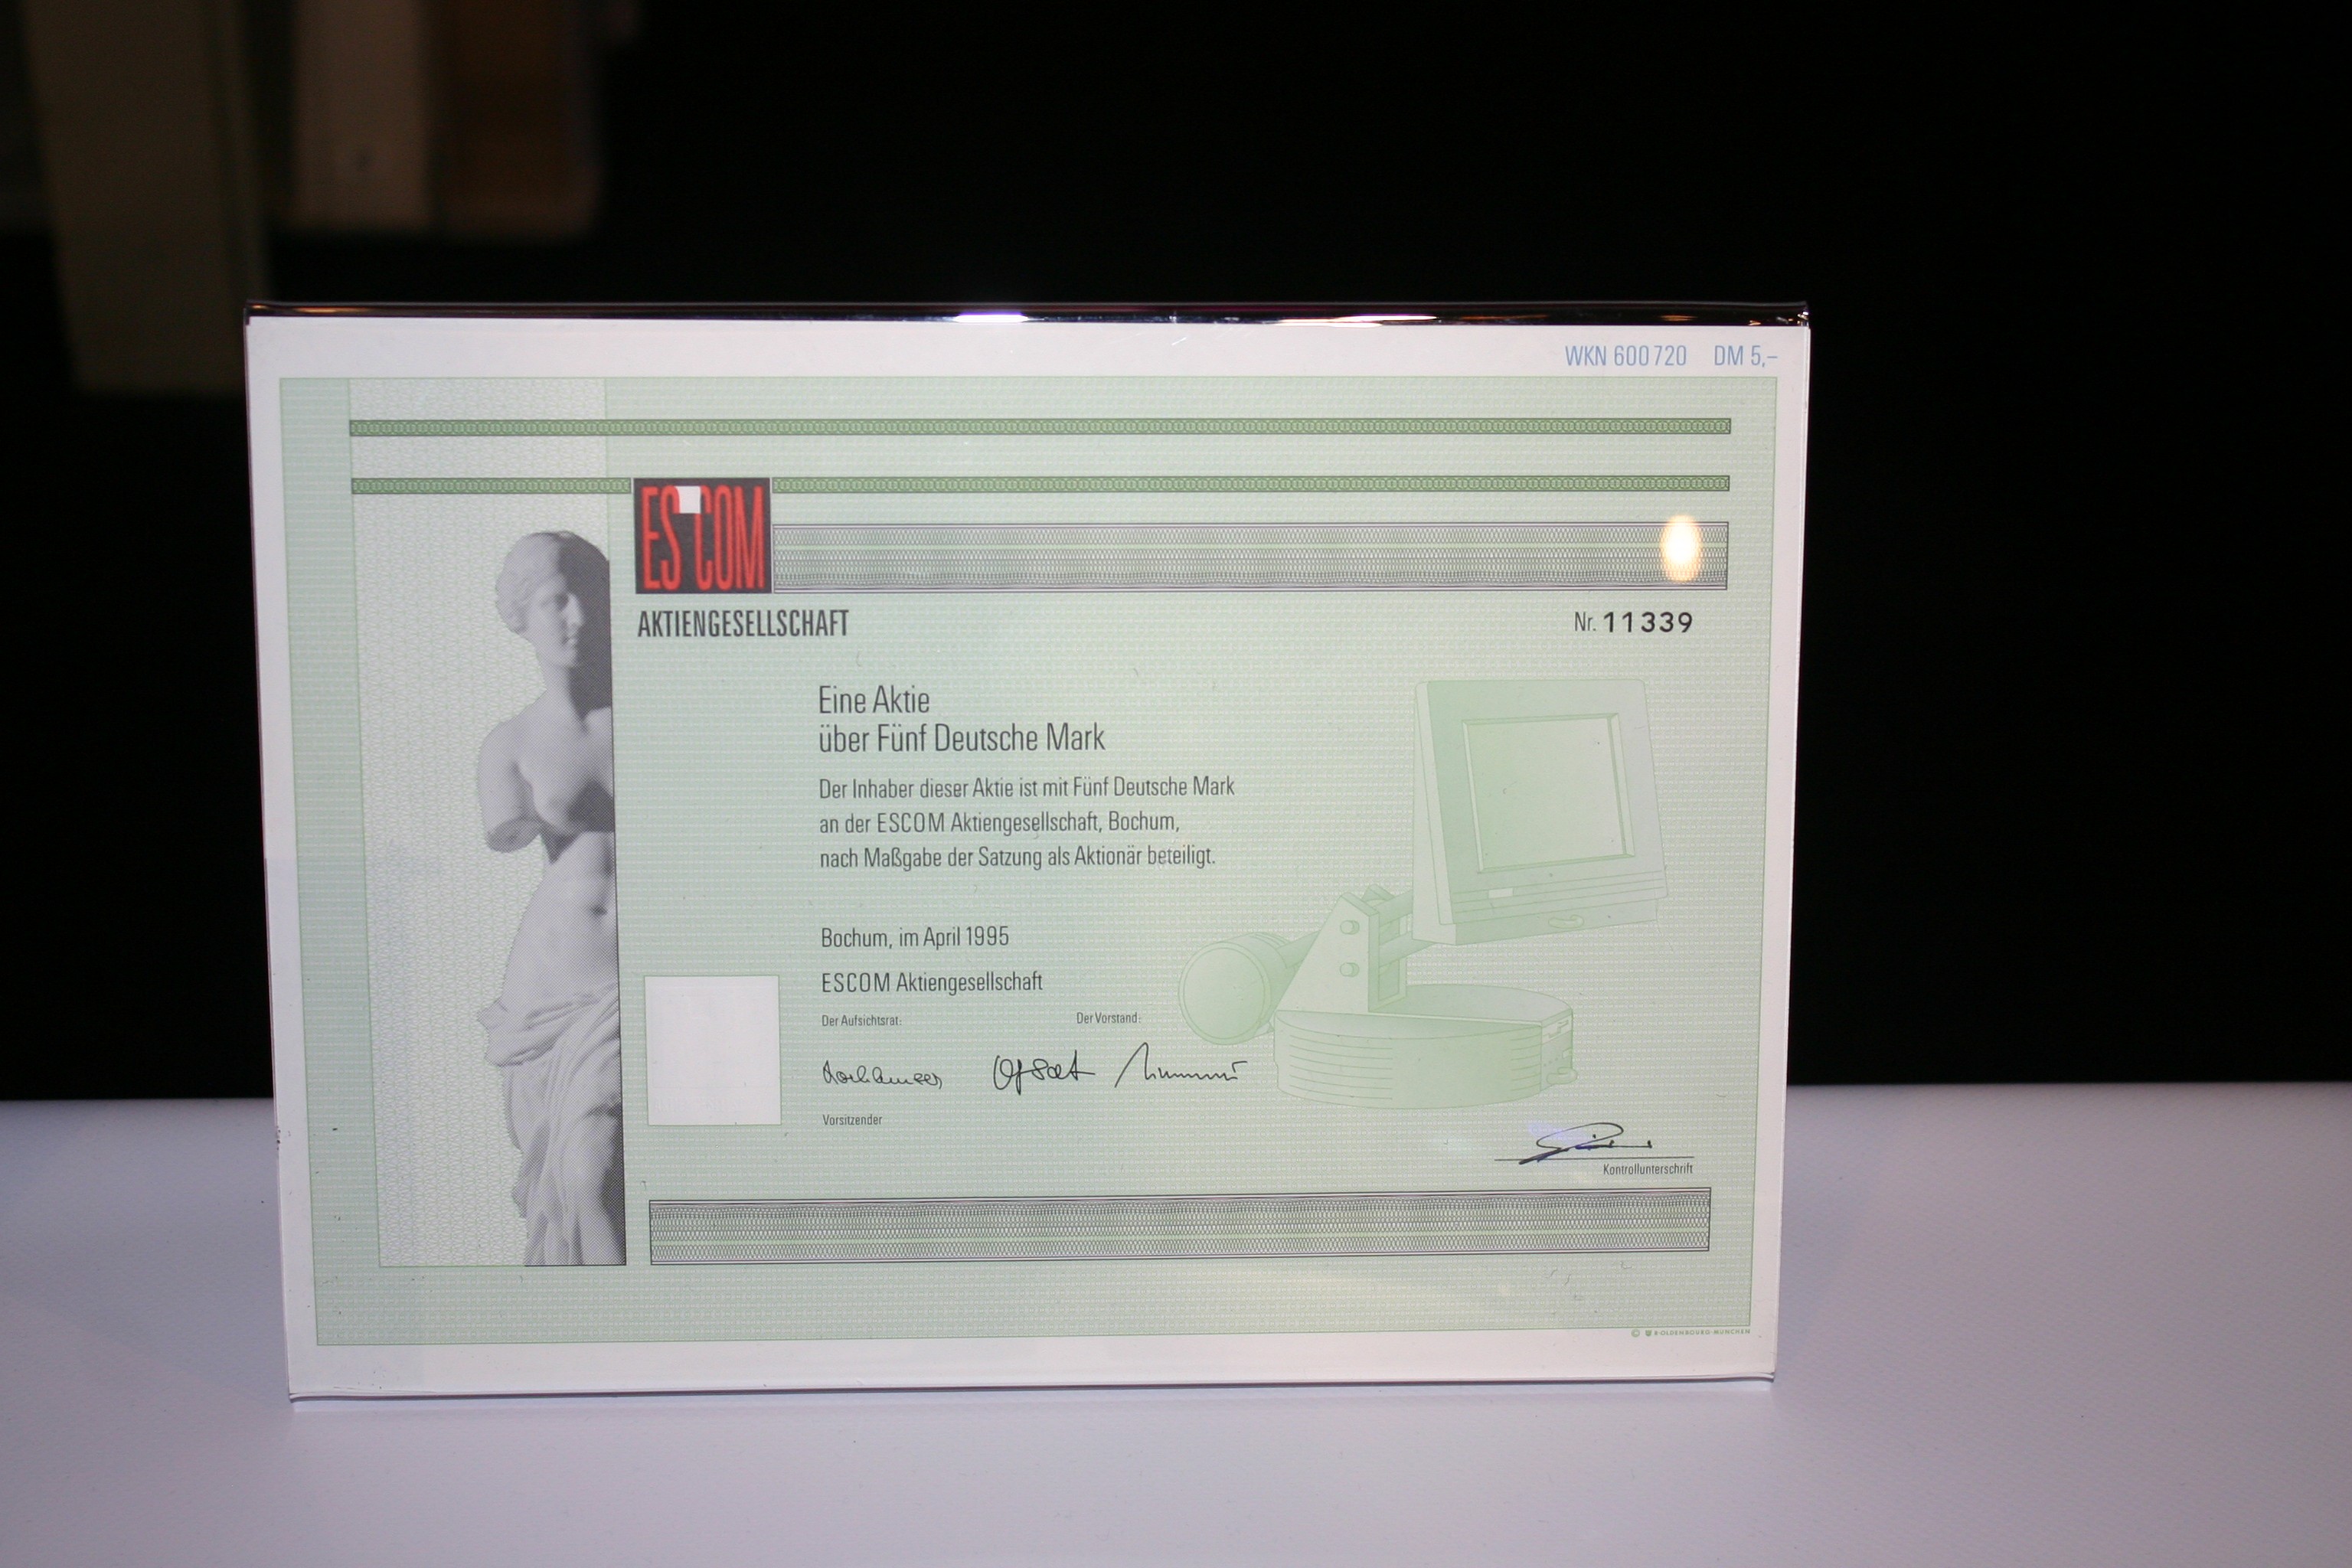 WKN 600720 DM 5,–
ESCOM
AKTIENGESELLSCHAFT
Nr. 11339
Eine Aktie
über Fünf Deutsche Mark
Der Inhaber dieser Aktie ist mit Fünf Deutsche Mark
an der ESCOM Aktiengesellschaft, Bochum,
nach Maßgabe der Satzung als Aktionär beteiligt.
Bochum, im April 1995
ESCOM Aktiengesellschaft
Der Aufsichtsrat: Der Vorstand:
Vorsitzender
Kontrollunterschrift
© R·OLDENBOURG·MÜNCHEN